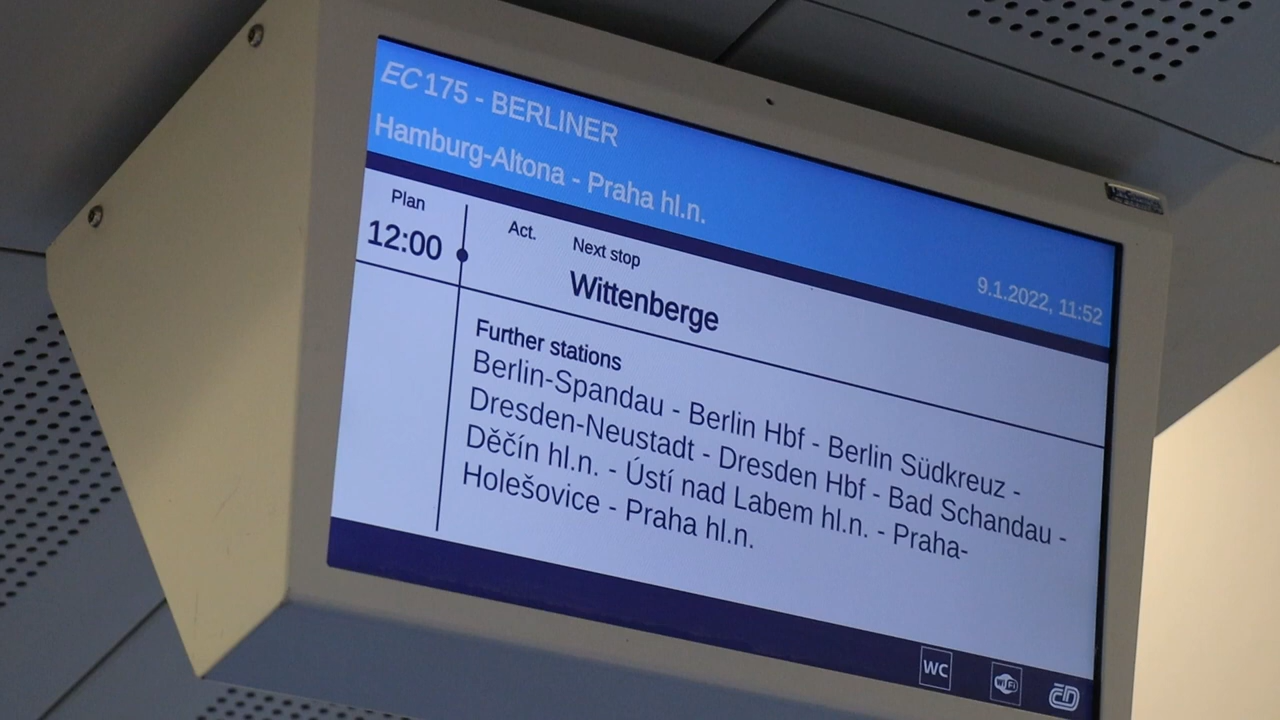 EC 175 - BERLINER
Hamburg-Altona - Praha hl.n.
9.1.2022, 11:52
Plan
Act.
Next stop
12:00
Wittenberge
Further stations
Berlin-Spandau - Berlin Hbf - Berlin Südkreuz -
Dresden-Neustadt - Dresden Hbf - Bad Schandau -
Děčín hl.n. - Ústí nad Labem hl.n. - Praha-
Holešovice - Praha hl.n.
WC
WiFi
ČD